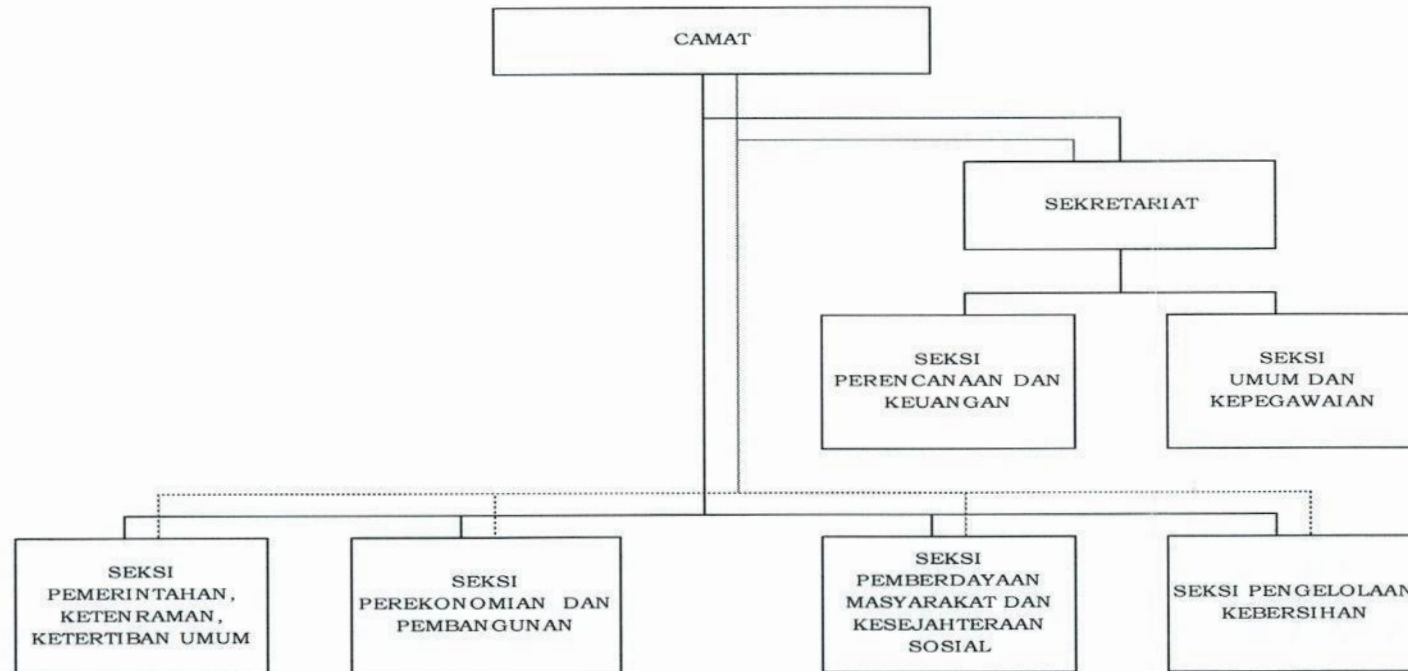 CAMAT
SEKRETARIAT
SEKSI
PERENCANAAN DAN
KEUANGAN
SEKSI
UMUM DAN
KEPEGAWAIAN
SEKSI
PEMERINTAHAN,
KETENRAMAN,
KETERTIBAN UMUM
SEKSI
PEREKONOMIAN DAN
PEMBANGUNAN
SEKSI
PEMBERDAYAAN
MASYARAKAT DAN
KESEJAHTERAAN
SOSIAL
SEKSI PENGELOLAAN
KEBERSIHAN